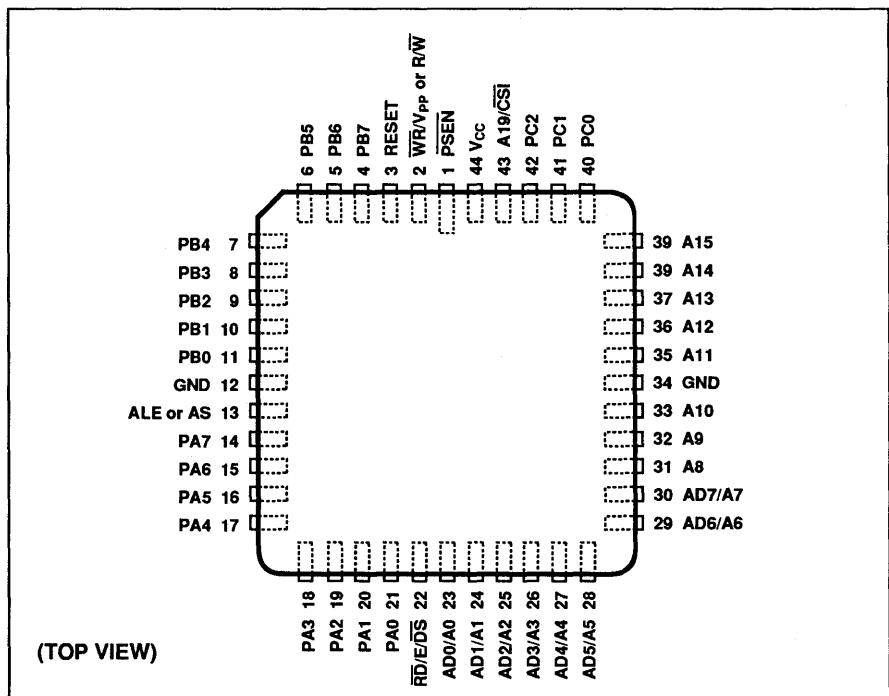 6 PB5
5 PB6
4 PB7
3 RESET
2 W̅R̅/VPP or R/W̅
1 P̅S̅E̅N̅
44 VCC
43 A19/C̅S̅I̅
42 PC2
41 PC1
40 PC0
PB4 7
PB3 8
PB2 9
PB1 10
PB0 11
GND 12
ALE or AS 13
PA7 14
PA6 15
PA5 16
PA4 17
39 A15
39 A14
37 A13
36 A12
35 A11
34 GND
33 A10
32 A9
31 A8
30 AD7/A7
29 AD6/A6
PA3 18
PA2 19
PA1 20
PA0 21
R̅D̅/E/D̅S̅ 22
AD0/A0 23
AD1/A1 24
AD2/A2 25
AD3/A3 26
AD4/A4 27
AD5/A5 28
(TOP VIEW)